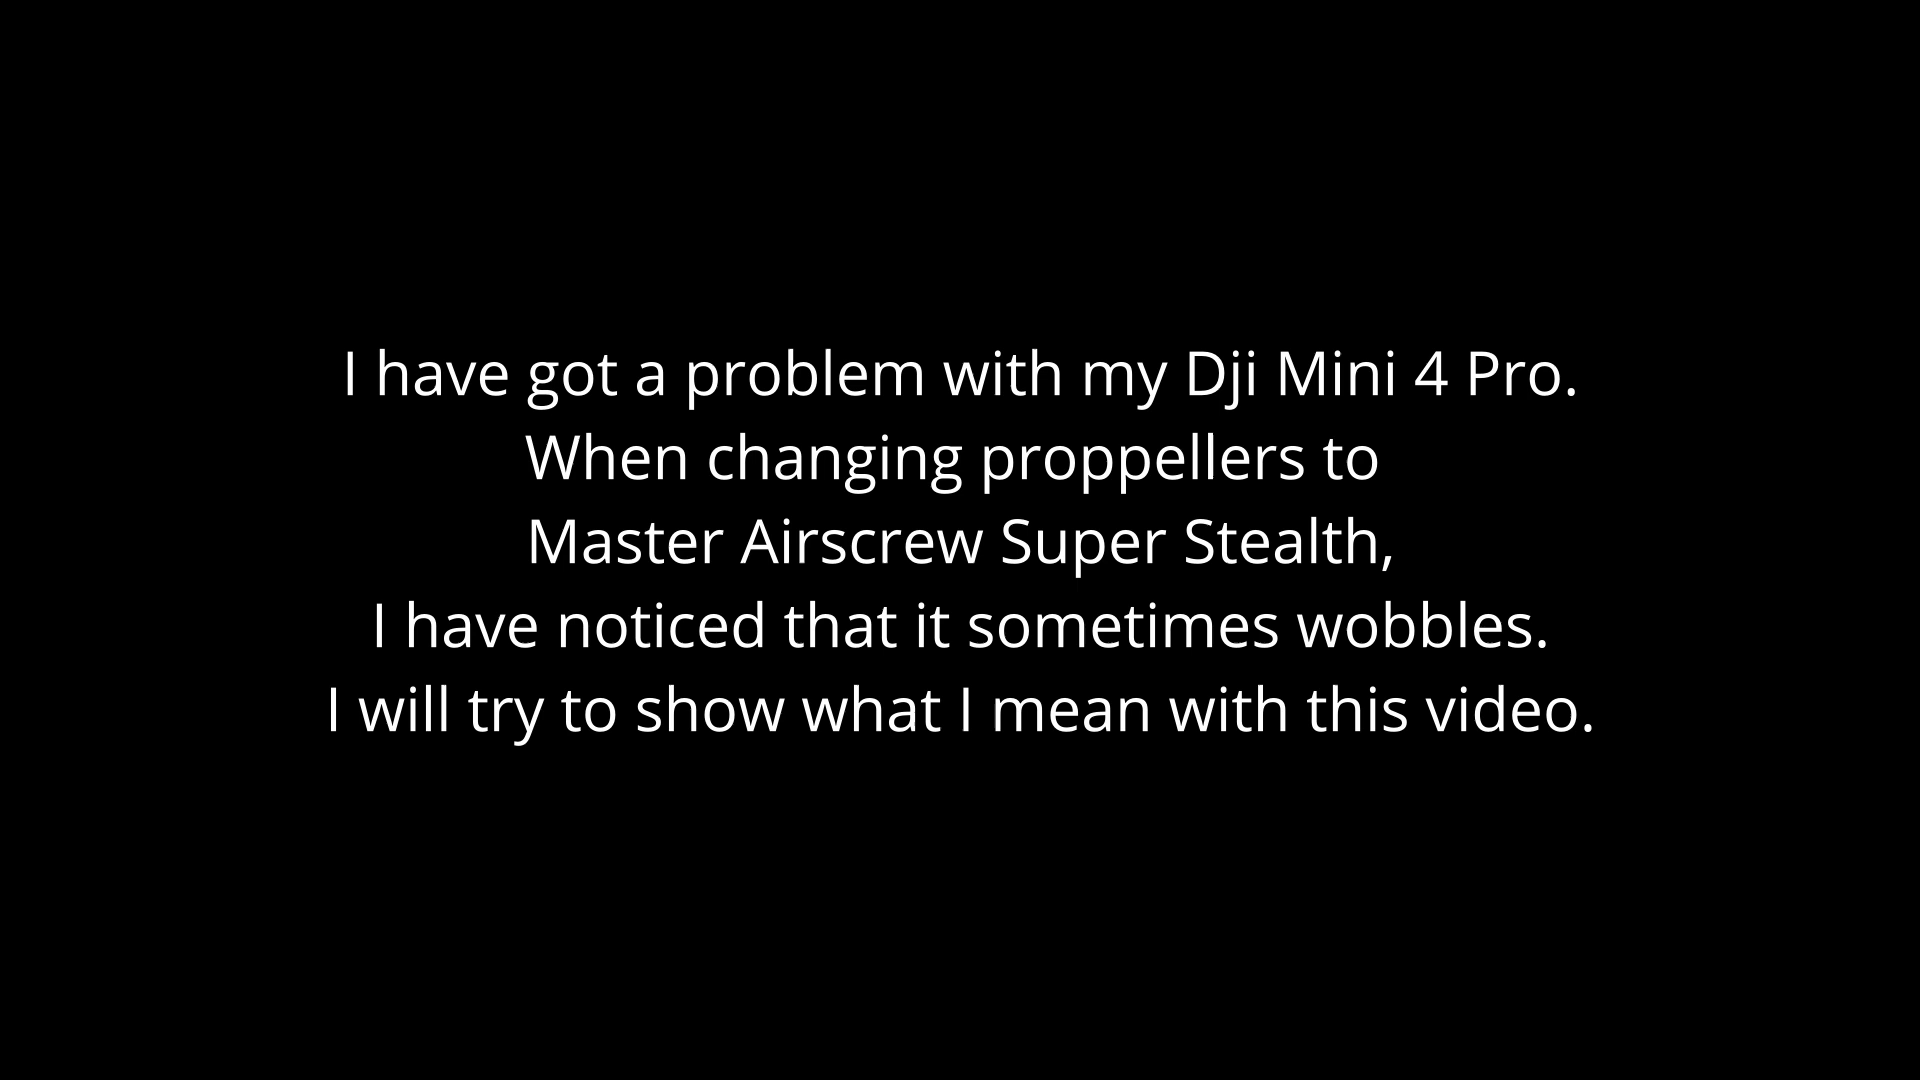 I have got a problem with my Dji Mini 4 Pro.
When changing proppellers to
Master Airscrew Super Stealth,
I have noticed that it sometimes wobbles.
I will try to show what I mean with this video.